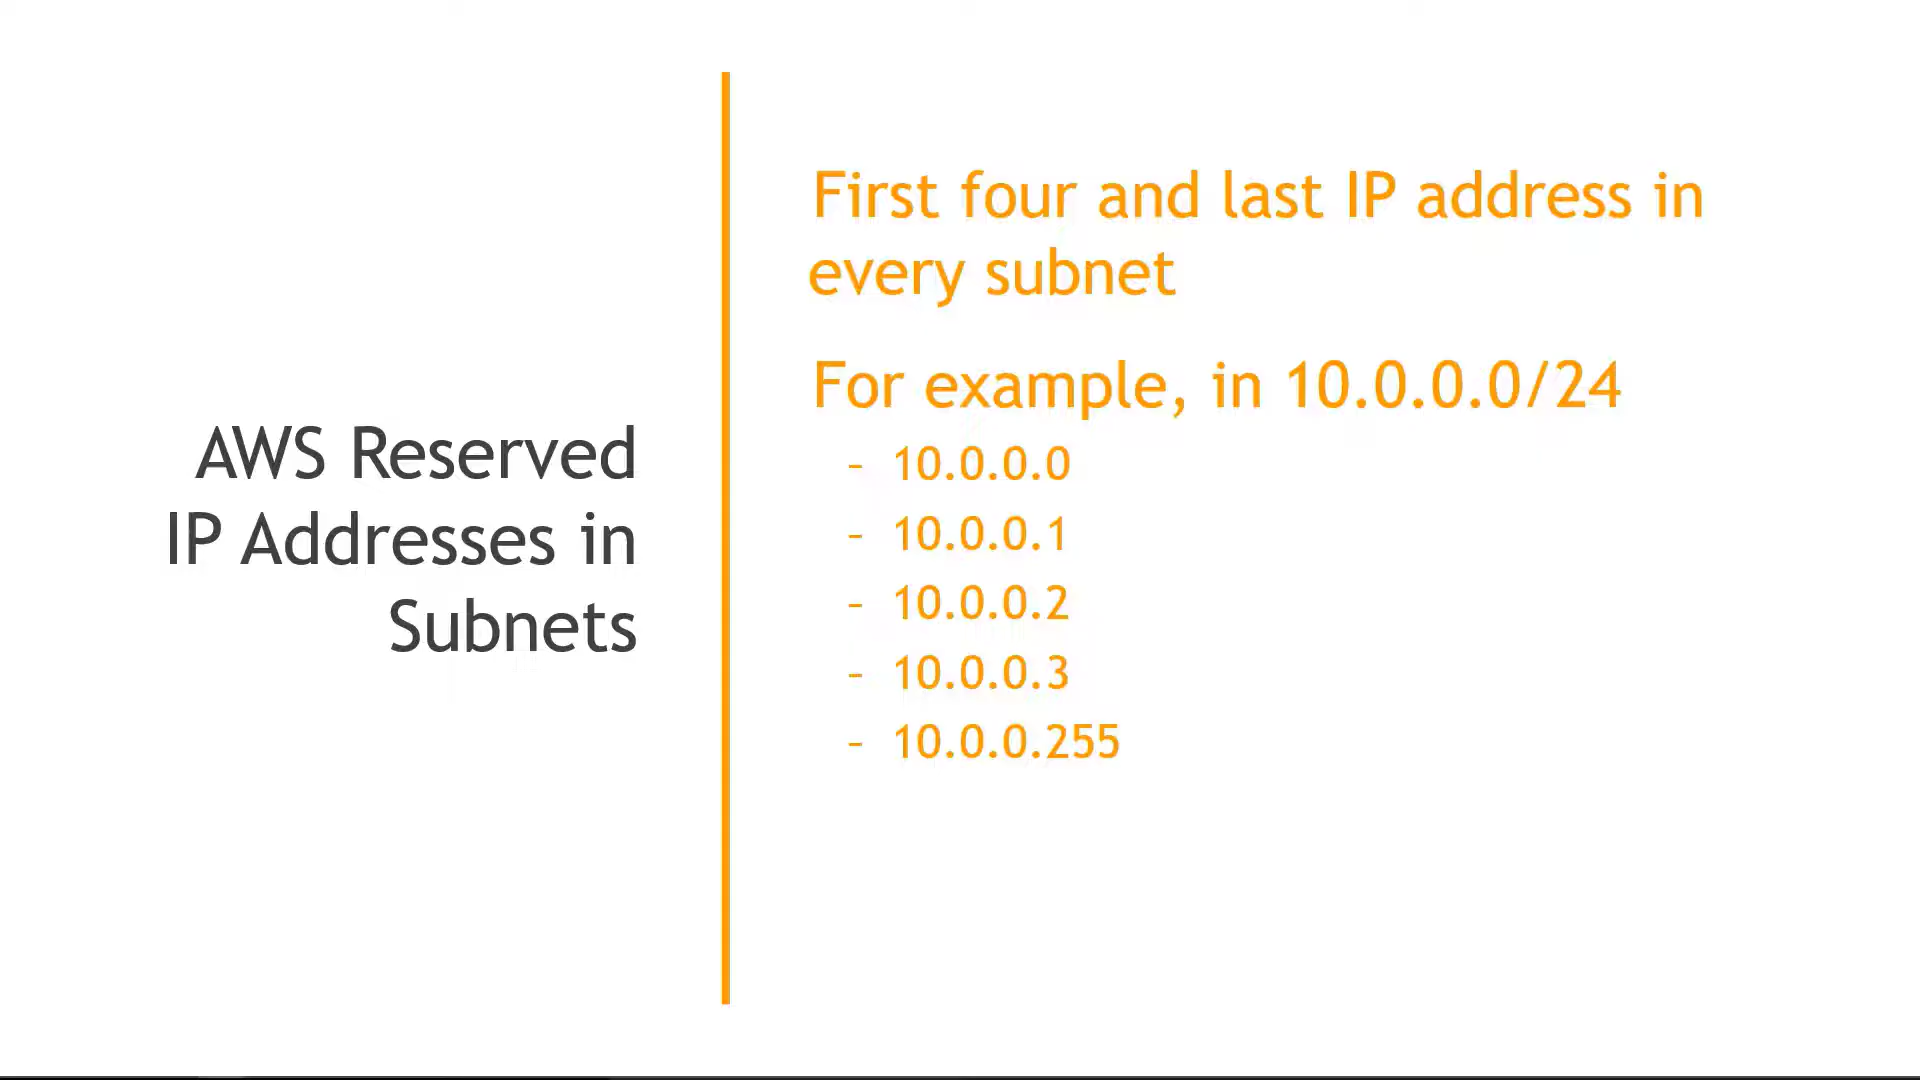 AWS Reserved
IP Addresses in
Subnets
First four and last IP address in
every subnet
For example, in 10.0.0.0/24
- 10.0.0.0
- 10.0.0.1
- 10.0.0.2
- 10.0.0.3
- 10.0.0.255